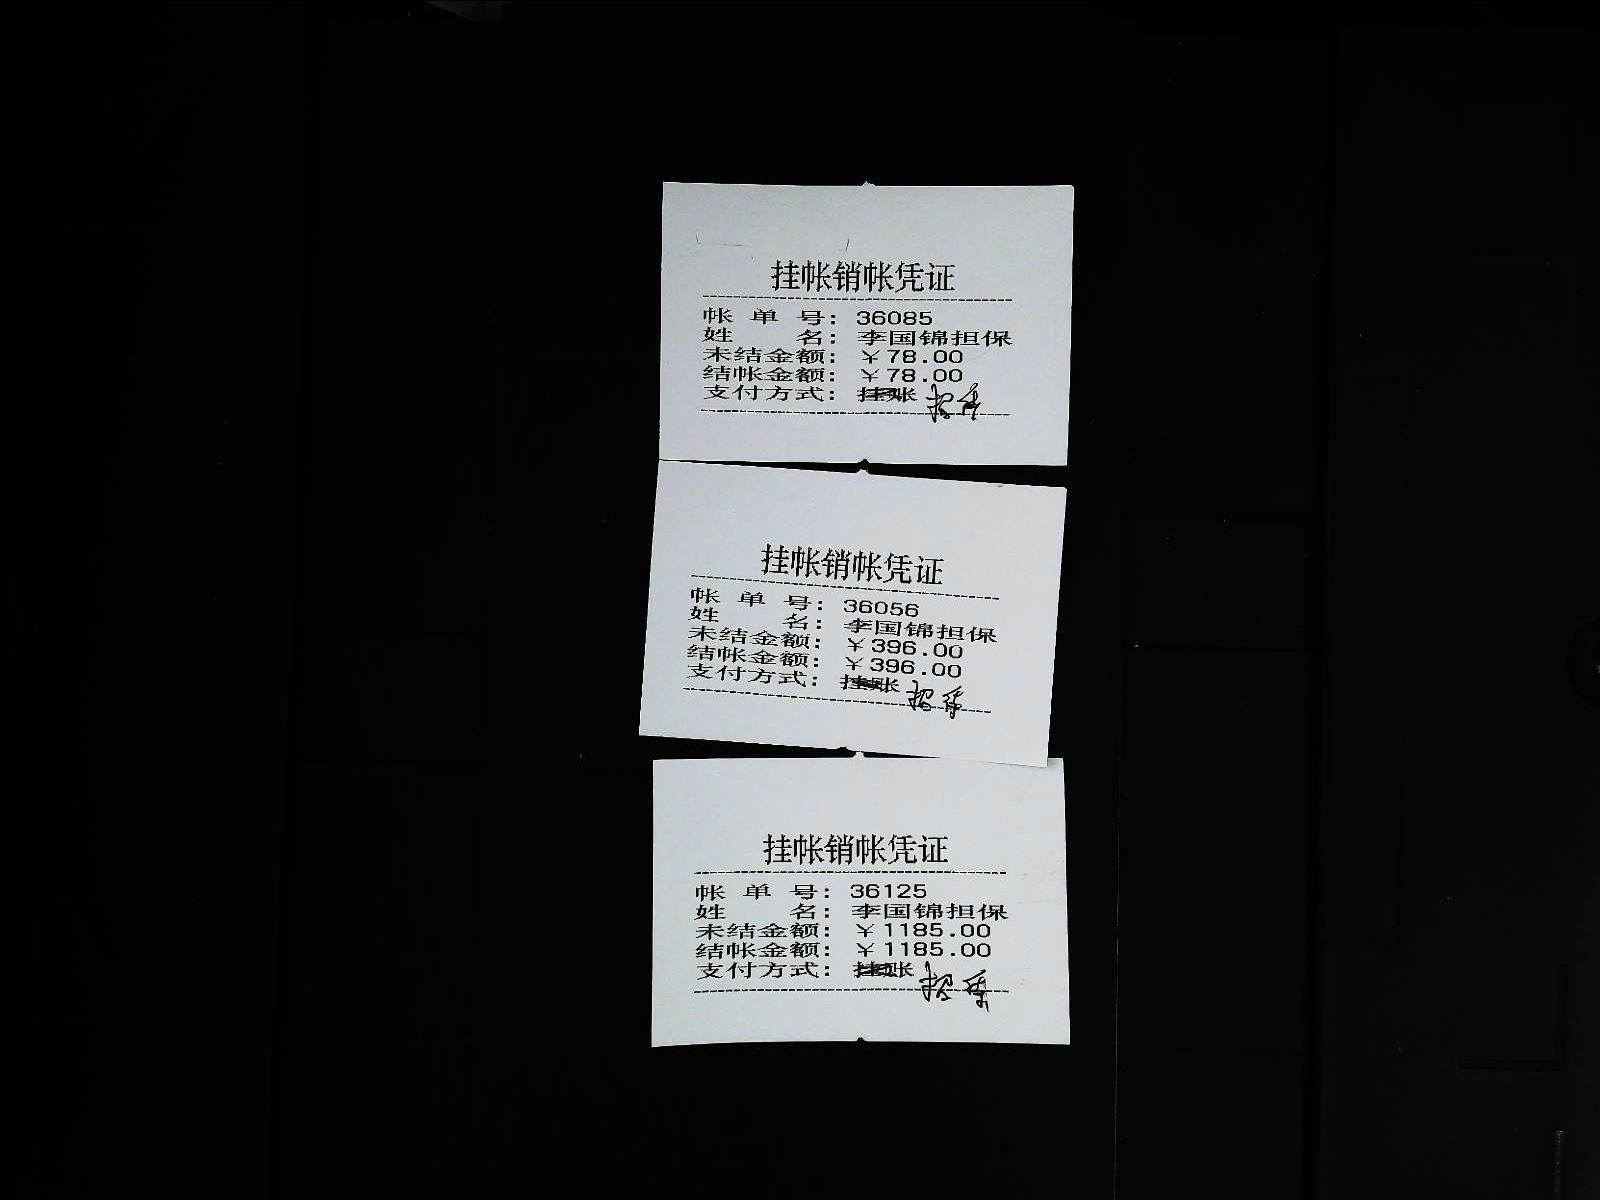 挂帐销帐凭证
帐 单 号: 36085
姓 名: 李国锦担保
未结金额: ￥78.00
结帐金额: ￥78.00
支付方式: 挂账
挂帐销帐凭证
帐 单 号: 36056
姓 名: 李国锦担保
未结金额: ￥396.00
结帐金额: ￥396.00
支付方式: 挂账
挂帐销帐凭证
帐 单 号: 36125
姓 名: 李国锦担保
未结金额: ￥1185.00
结帐金额: ￥1185.00
支付方式: 挂账